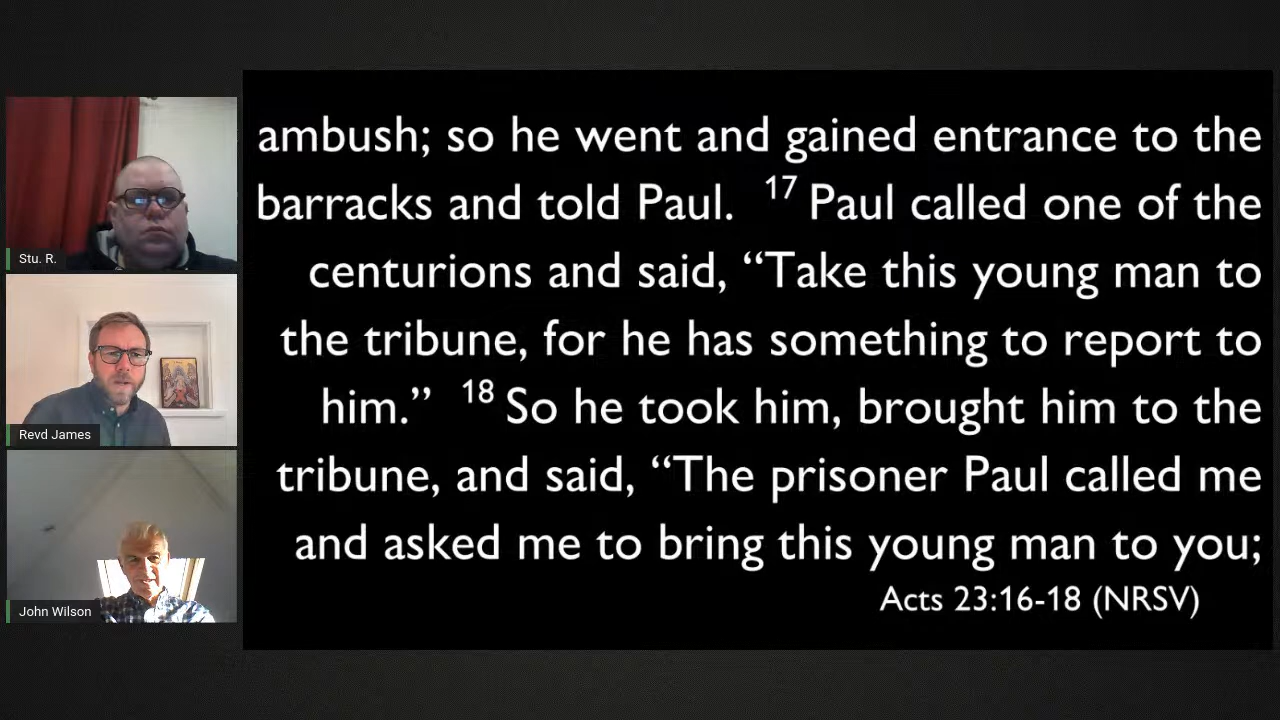 Stu. R.
Revd James
John Wilson
ambush; so he went and gained entrance to the
barracks and told Paul. 17 Paul called one of the
centurions and said, “Take this young man to
the tribune, for he has something to report to
him.” 18 So he took him, brought him to the
tribune, and said, “The prisoner Paul called me
and asked me to bring this young man to you;
Acts 23:16-18 (NRSV)